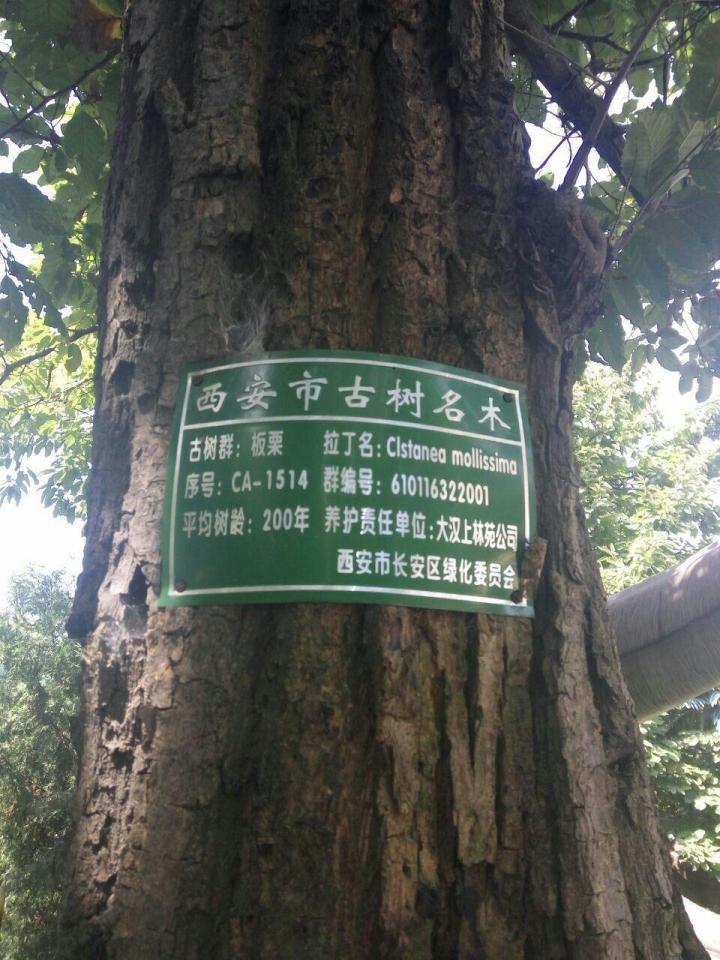 西安市古树名木
古树群：板栗 拉丁名：Clstanea mollissima
序号：CA-1514 群编号：610116322001
平均树龄：200年 养护责任单位：大汉上林苑公司
西安市长安区绿化委员会